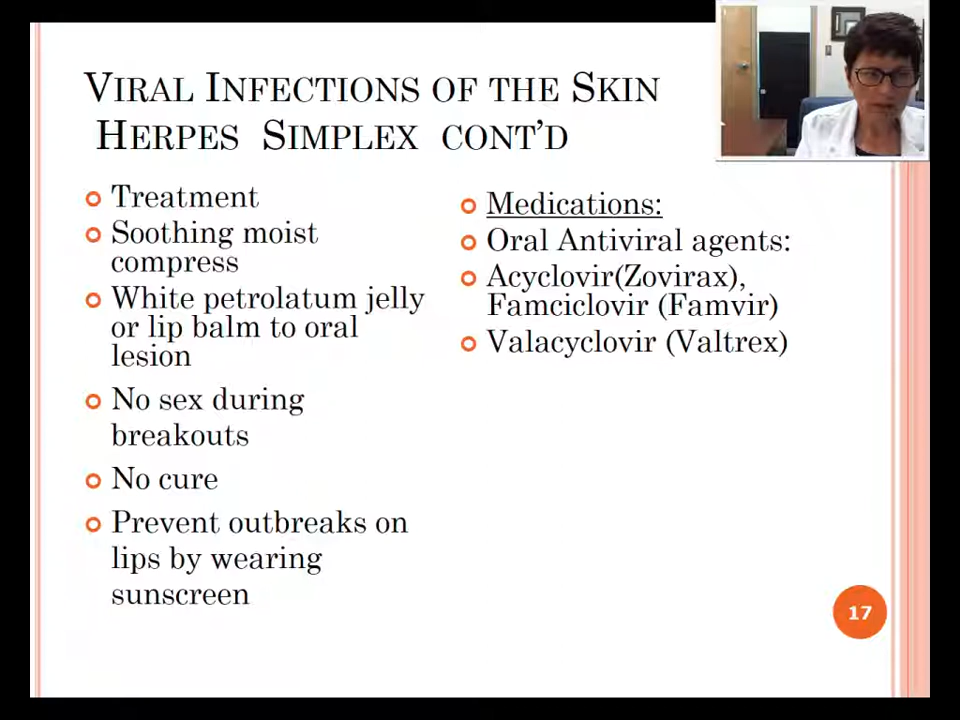 VIRAL INFECTIONS OF THE SKIN
HERPES SIMPLEX CONT'D
Treatment
Soothing moist
compress
White petrolatum jelly
or lip balm to oral
lesion
No sex during
breakouts
No cure
Prevent outbreaks on
lips by wearing
sunscreen
Medications:
Oral Antiviral agents:
Acyclovir(Zovirax),
Famciclovir (Famvir)
Valacyclovir (Valtrex)
17